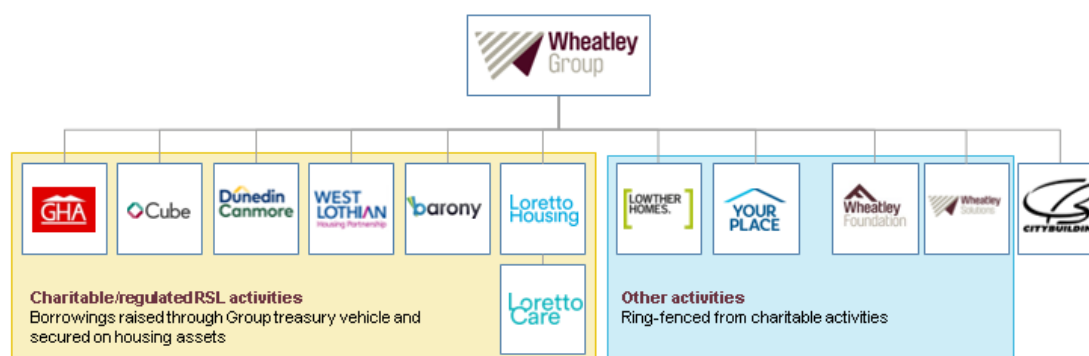 Wheatley
Group
GHA
Cube
Dunedin
Canmore
WEST
LOTHIAN
Housing Partnership
barony
Loretto
Housing
LOWTHER
HOMES.
YOUR
PLACE
Wheatley
Foundation
Wheatley
Solutions
CITYBUILDING
Loretto
Care
Charitable/regulated RSL activities
Borrowings raised through Group treasury vehicle and
secured on housing assets
Other activities
Ring-fenced from charitable activities